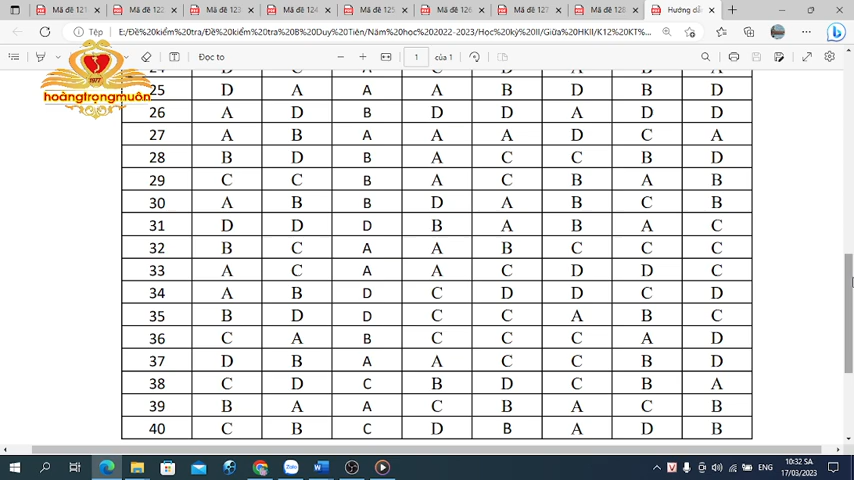 Mã đề 121
Mã đề 122
Mã đề 123
Mã đề 124
Mã đề 125
Mã đề 126
Mã đề 127
Mã đề 128
Hướng dẫ
Tệp E:/Đề%20kiểm%20tra/Đề%20kiểm%20tra%20B%20Duy%20Tiên/Năm%20học%202022-2023/Học%20kỳ%20II/Giữa%20HKII/K12%20KT%...
Đọc to
1 của 1
1977
hoàngtrọngmuôn
24 D C A C D A B A
25 D A A A B D B D
26 A D B D D A D D
27 A B A A A D C A
28 B D B A C C B D
29 C C B A C B A B
30 A B B D A B C B
31 D D D B A B A C
32 B C A A B C C C
33 A C A A C D D C
34 A B D C D D C D
35 B D D C C A B C
36 C A B C C C A D
37 D B A A C C B D
38 C D C B D C B A
39 B A A C B A C B
40 C B C D B A D B
ENG
10:32 SA
17/03/2023